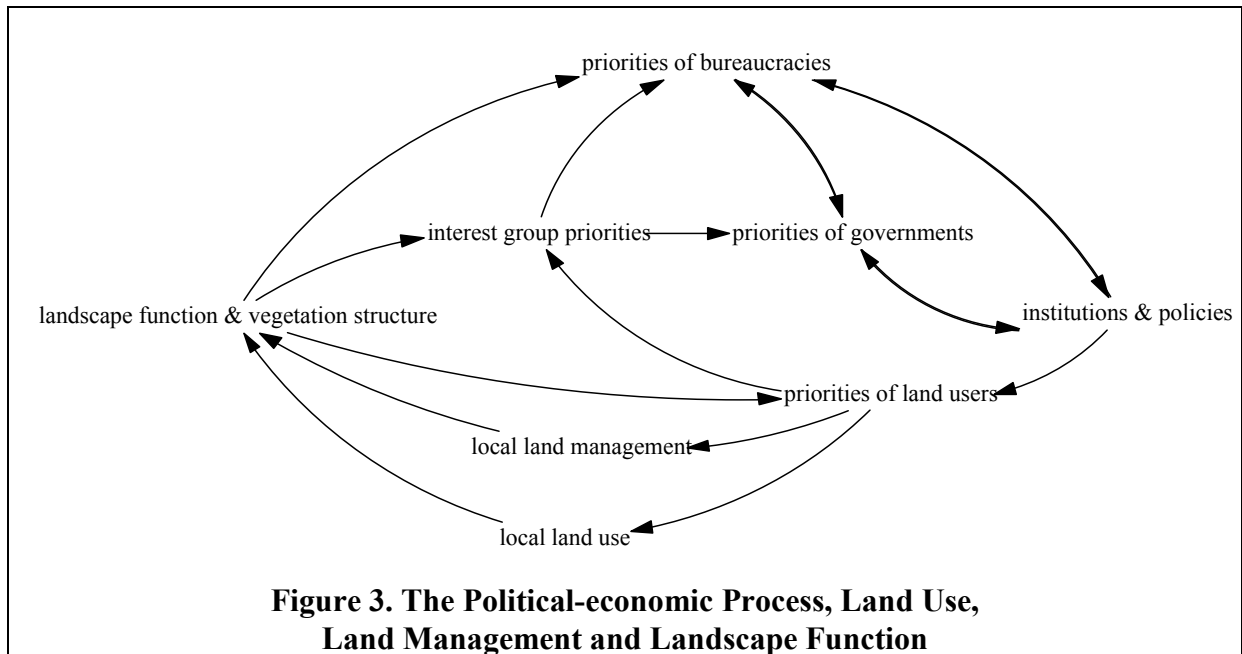 priorities of bureaucracies
interest group priorities
priorities of governments
landscape function & vegetation structure
institutions & policies
priorities of land users
local land management
local land use
Figure 3. The Political-economic Process, Land Use,
Land Management and Landscape Function